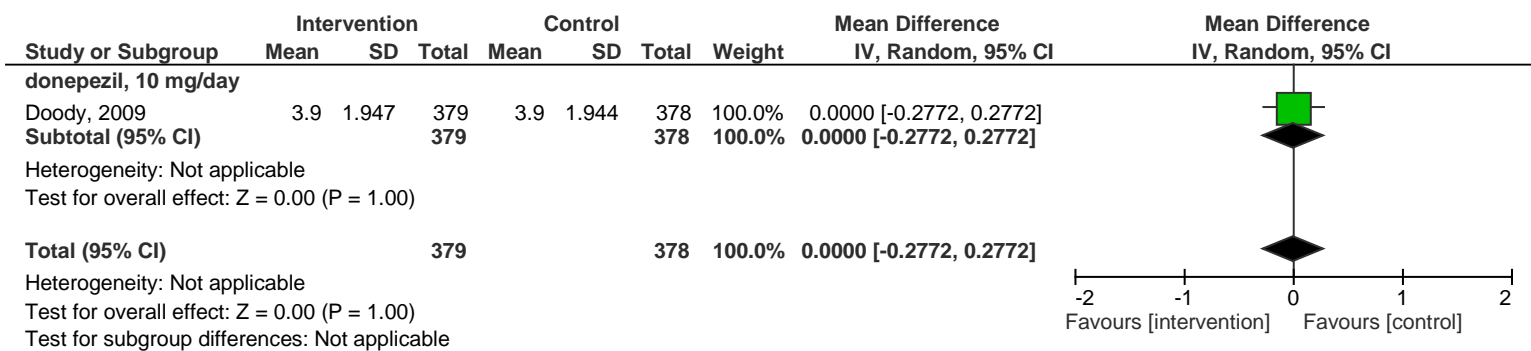 Intervention Control Mean Difference Mean Difference
Study or Subgroup Mean SD Total Mean SD Total Weight IV, Random, 95% CI IV, Random, 95% CI
donepezil, 10 mg/day
Doody, 2009 3.9 1.947 379 3.9 1.944 378 100.0% 0.0000 [-0.2772, 0.2772]
Subtotal (95% CI) 379 378 100.0% 0.0000 [-0.2772, 0.2772]
Heterogeneity: Not applicable
Test for overall effect: Z = 0.00 (P = 1.00)
Total (95% CI) 379 378 100.0% 0.0000 [-0.2772, 0.2772]
Heterogeneity: Not applicable
Test for overall effect: Z = 0.00 (P = 1.00)
Test for subgroup differences: Not applicable
-2 -1 0 1 2
Favours [intervention] Favours [control]